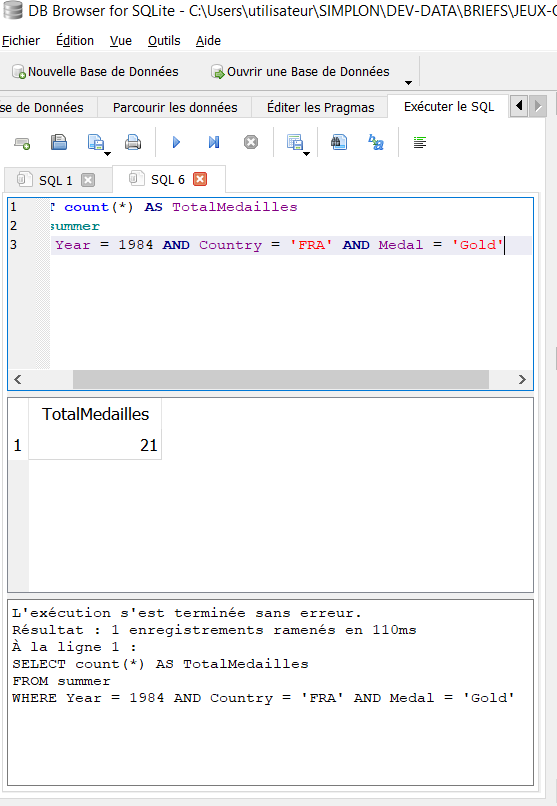 DB Browser for SQLite - C:\Users\utilisateur\SIMPLON\DEV-DATA\BRIEFS\JEUX-
Fichier Édition Vue Outils Aide
Nouvelle Base de Données Ouvrir une Base de Données
se de Données Parcourir les données Éditer les Pragmas Exécuter le SQL
SQL 1 SQL 6
1 T count(*) AS TotalMedailles
2 summer
3 Year = 1984 AND Country = 'FRA' AND Medal = 'Gold'
TotalMedailles
1 21
L'exécution s'est terminée sans erreur.
Résultat : 1 enregistrements ramenés en 110ms
À la ligne 1 :
SELECT count(*) AS TotalMedailles
FROM summer
WHERE Year = 1984 AND Country = 'FRA' AND Medal = 'Gold'